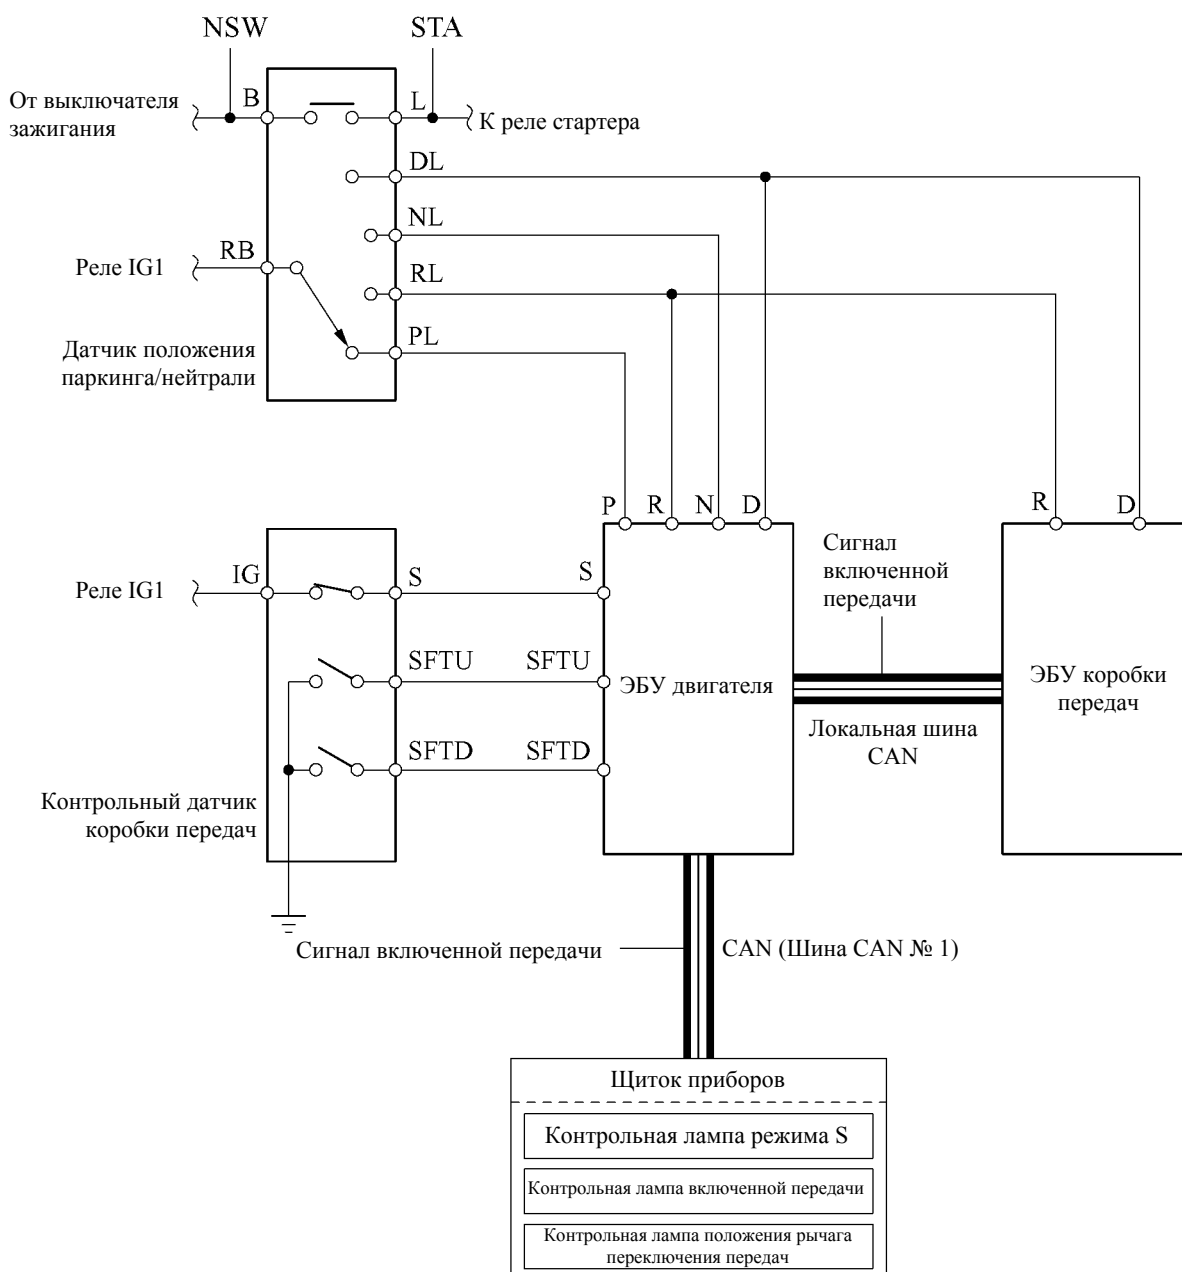 NSW
STA
От выключателя
зажигания
B
L
К реле стартера
DL
NL
Реле IG1
RB
RL
Датчик положения
паркинга/нейтрали
PL
P
R
N
D
R
D
Реле IG1
IG
S
S
Сигнал
включенной
передачи
SFTU
SFTU
ЭБУ двигателя
ЭБУ коробки
передач
SFTD
SFTD
Локальная шина
CAN
Контрольный датчик
коробки передач
Сигнал включенной передачи
CAN (Шина CAN № 1)
Щиток приборов
Контрольная лампа режима S
Контрольная лампа включенной передачи
Контрольная лампа положения рычага
переключения передач